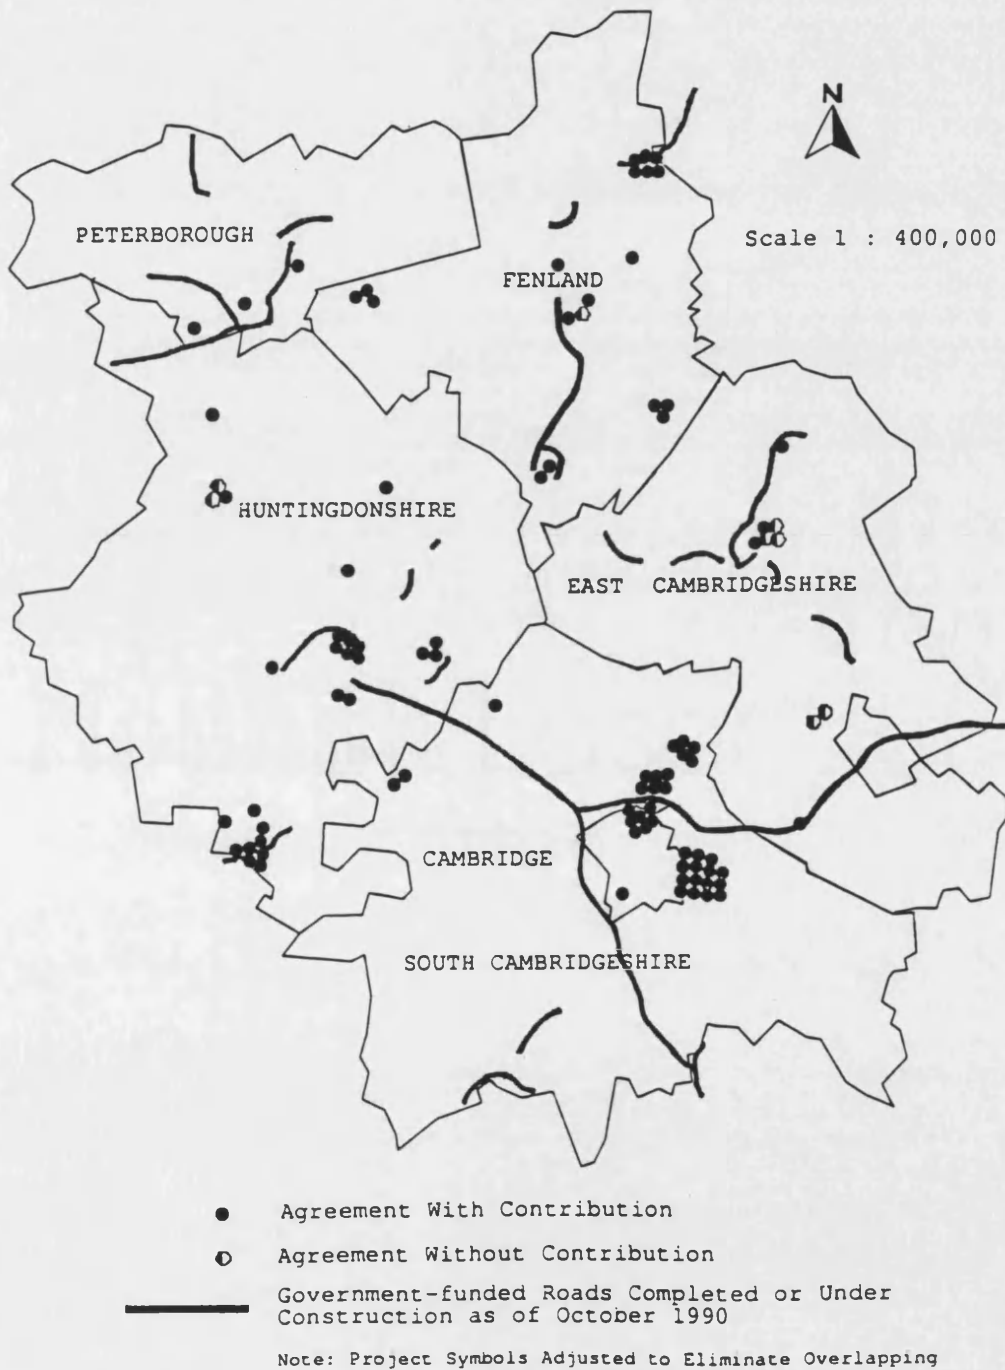 N
PETERBOROUGH
Scale 1 : 400,000
FENLAND
HUNTINGDONSHIRE
EAST CAMBRIDGESHIRE
CAMBRIDGE
SOUTH CAMBRIDGESHIRE
Agreement With Contribution
Agreement Without Contribution
Government-funded Roads Completed or Under
Construction as of October 1990
Note: Project Symbols Adjusted to Eliminate Overlapping